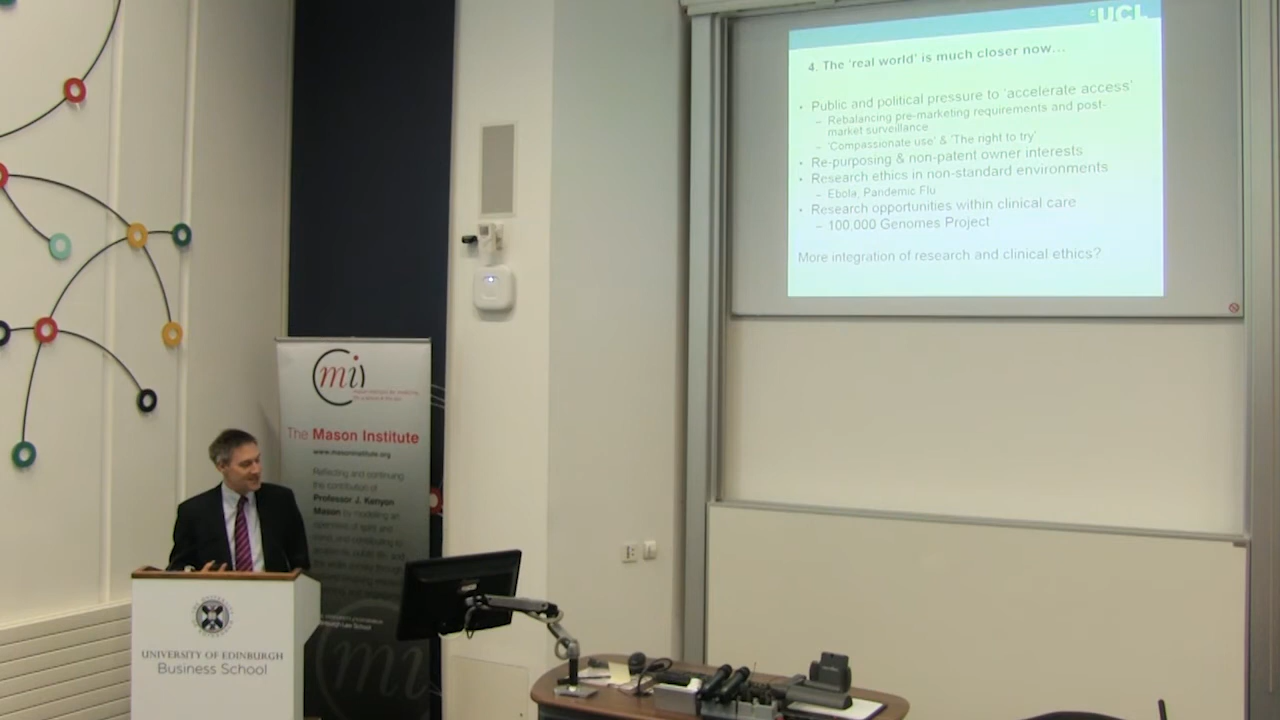 UCL
4. The 'real world' is much closer now...
• Public and political pressure to 'accelerate access'
– Rebalancing pre-marketing requirements and post-
market surveillance
– 'Compassionate use' & 'The right to try'
• Re-purposing & non-patent owner interests
• Research ethics in non-standard environments
– Ebola, Pandemic Flu
• Research opportunities within clinical care
– 100,000 Genomes Project
More integration of research and clinical ethics?
mi
The Mason Institute
www.masoninstitute.org
Reflecting and continuing
the contribution of
Professor J. Kenyon
Mason by modelling an
UNIVERSITY OF EDINBURGH
Business School
mi